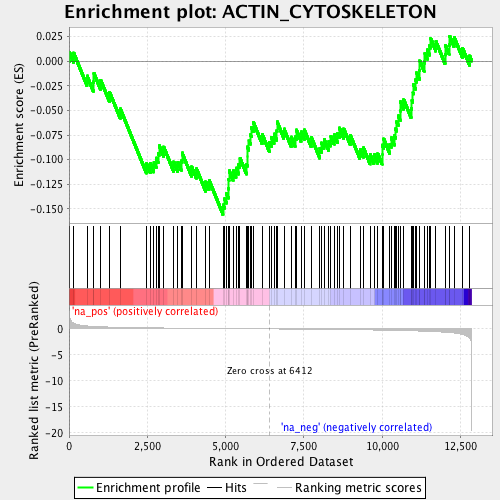 Enrichment plot: ACTIN_CYTOSKELETON
Enrichment score (ES)
0.025
0.000
-0.025
-0.050
-0.075
-0.100
-0.125
-0.150
'na_pos' (positively correlated)
Ranked list metric (PreRanked)
0
-5
-10
-15
-20
Zero cross at 6412
'na_neg' (negatively correlated)
0
2,500
5,000
7,500
10,000
12,500
Rank in Ordered Dataset
Enrichment profile
Hits
Ranking metric scores